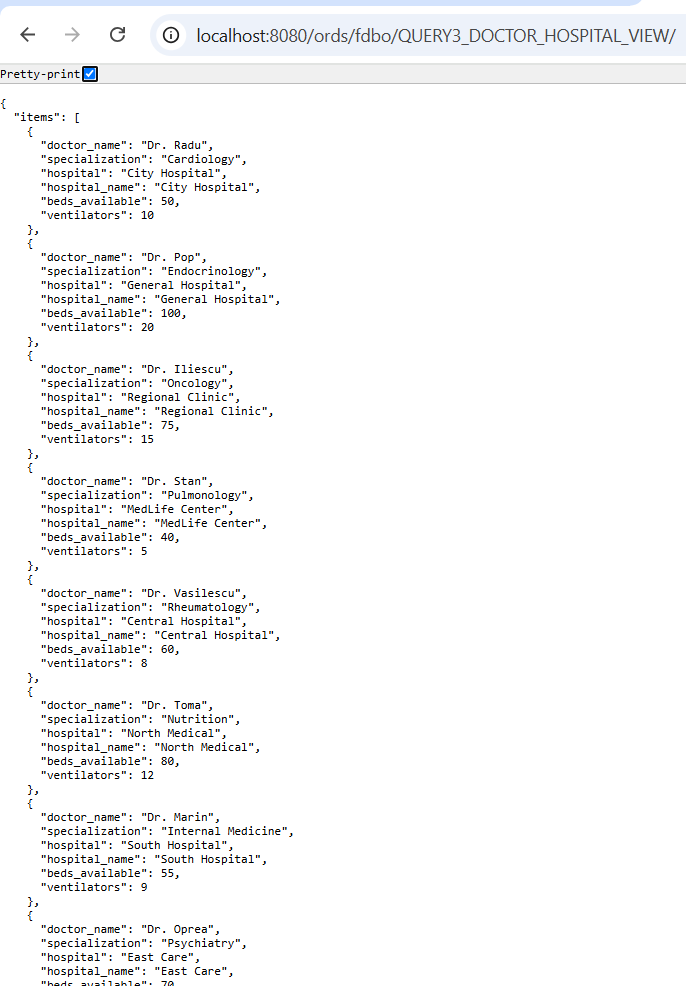 localhost:8080/ords/fdbo/QUERY3_DOCTOR_HOSPITAL_VIEW/
Pretty-print
{
  "items": [
    {
      "doctor_name": "Dr. Radu",
      "specialization": "Cardiology",
      "hospital": "City Hospital",
      "hospital_name": "City Hospital",
      "beds_available": 50,
      "ventilators": 10
    },
    {
      "doctor_name": "Dr. Pop",
      "specialization": "Endocrinology",
      "hospital": "General Hospital",
      "hospital_name": "General Hospital",
      "beds_available": 100,
      "ventilators": 20
    },
    {
      "doctor_name": "Dr. Iliescu",
      "specialization": "Oncology",
      "hospital": "Regional Clinic",
      "hospital_name": "Regional Clinic",
      "beds_available": 75,
      "ventilators": 15
    },
    {
      "doctor_name": "Dr. Stan",
      "specialization": "Pulmonology",
      "hospital": "MedLife Center",
      "hospital_name": "MedLife Center",
      "beds_available": 40,
      "ventilators": 5
    },
    {
      "doctor_name": "Dr. Vasilescu",
      "specialization": "Rheumatology",
      "hospital": "Central Hospital",
      "hospital_name": "Central Hospital",
      "beds_available": 60,
      "ventilators": 8
    },
    {
      "doctor_name": "Dr. Toma",
      "specialization": "Nutrition",
      "hospital": "North Medical",
      "hospital_name": "North Medical",
      "beds_available": 80,
      "ventilators": 12
    },
    {
      "doctor_name": "Dr. Marin",
      "specialization": "Internal Medicine",
      "hospital": "South Hospital",
      "hospital_name": "South Hospital",
      "beds_available": 55,
      "ventilators": 9
    },
    {
      "doctor_name": "Dr. Oprea",
      "specialization": "Psychiatry",
      "hospital": "East Care",
      "hospital_name": "East Care",
      "beds_available": 70,